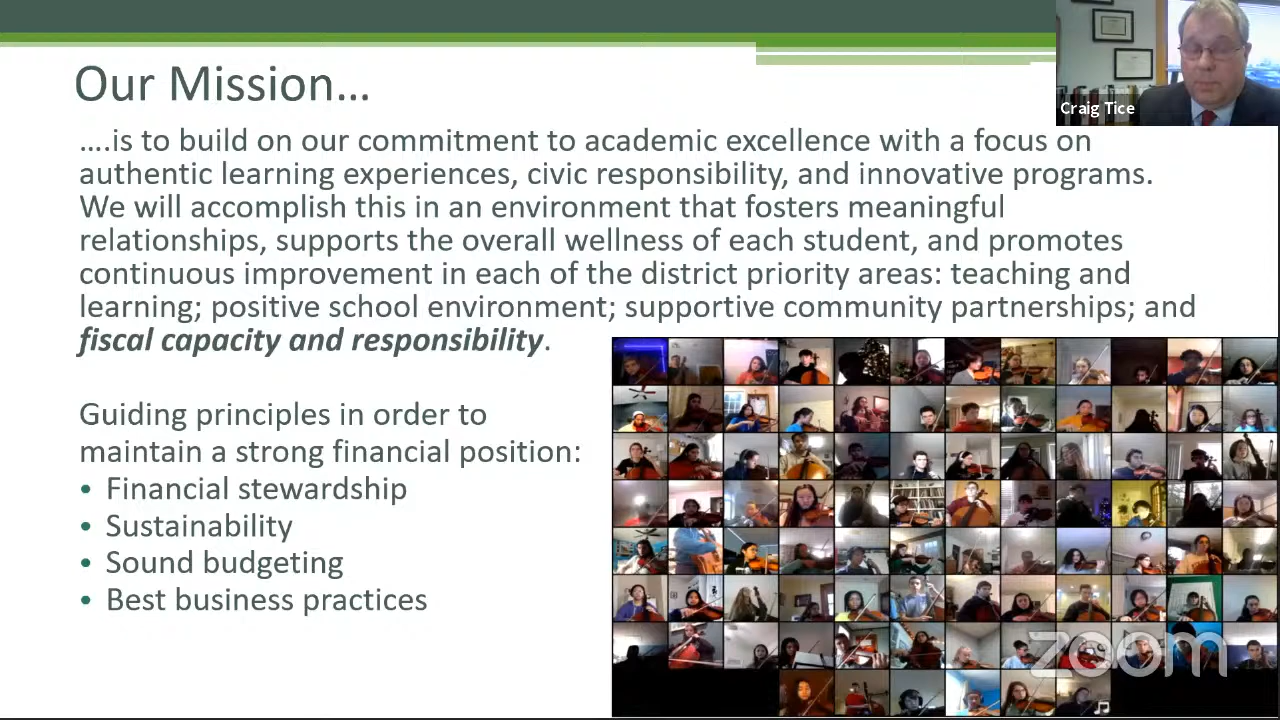 Our Mission…
Craig Tice
….is to build on our commitment to academic excellence with a focus on
authentic learning experiences, civic responsibility, and innovative programs.
We will accomplish this in an environment that fosters meaningful
relationships, supports the overall wellness of each student, and promotes
continuous improvement in each of the district priority areas: teaching and
learning; positive school environment; supportive community partnerships; and
fiscal capacity and responsibility.
Guiding principles in order to
maintain a strong financial position:
• Financial stewardship
• Sustainability
• Sound budgeting
• Best business practices
zoom